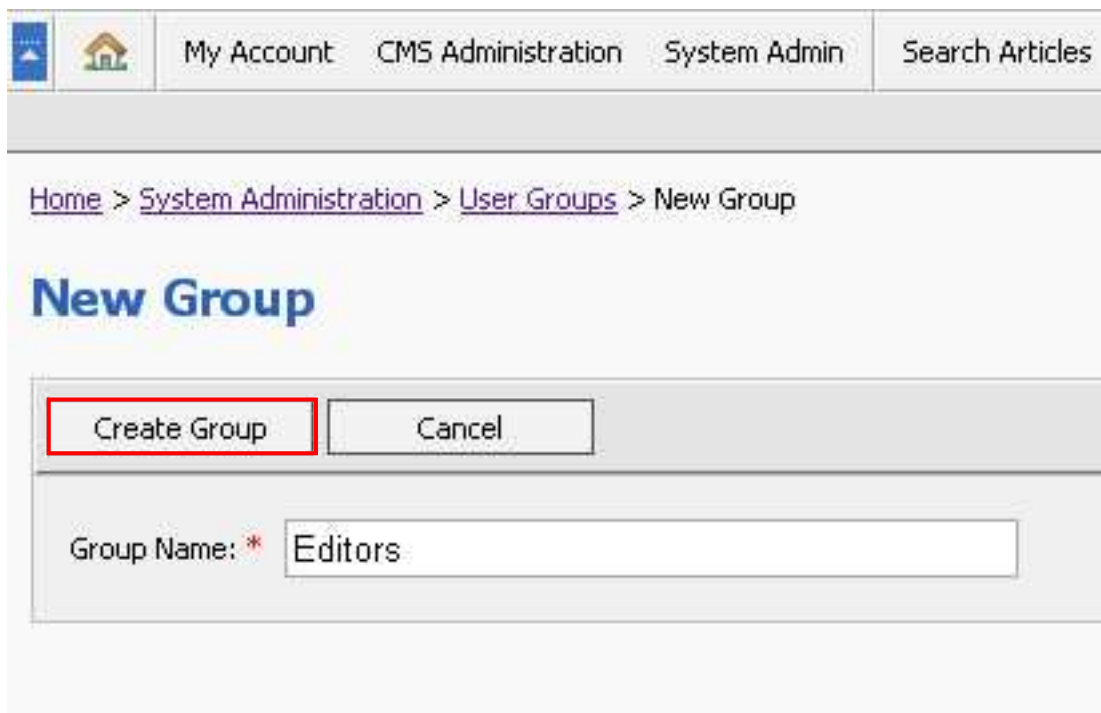 My Account CMS Administration System Admin Search Articles
Home > System Administration > User Groups > New Group
New Group
Create Group Cancel
Group Name: * Editors